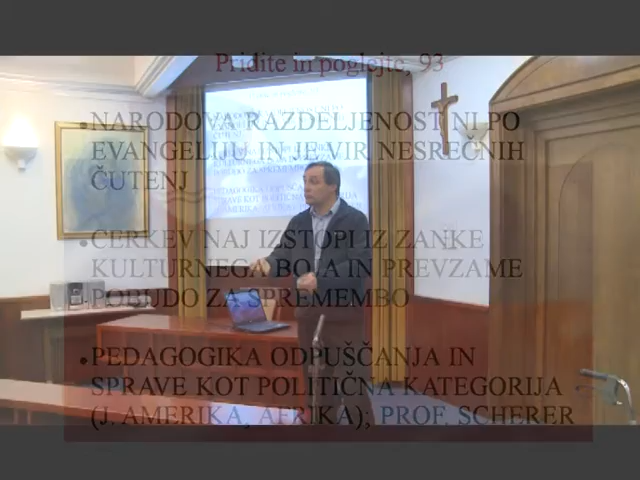 Pridite in poglejte, 93
•NARODOVA RAZDELJENOST NI PO
EVANGELIJU IN JE VIR NESREČNIH
ČUTENJ
•CERKEV NAJ IZSTOPI IZ ZANKE
KULTURNEGA BOJA IN PREVZAME
POBUDO ZA SPREMEMBO
•PEDAGOGIKA ODPUŠČANJA IN
SPRAVE KOT POLITIČNA KATEGORIJA
(J. AMERIKA, AFRIKA); PROF. SCHERER